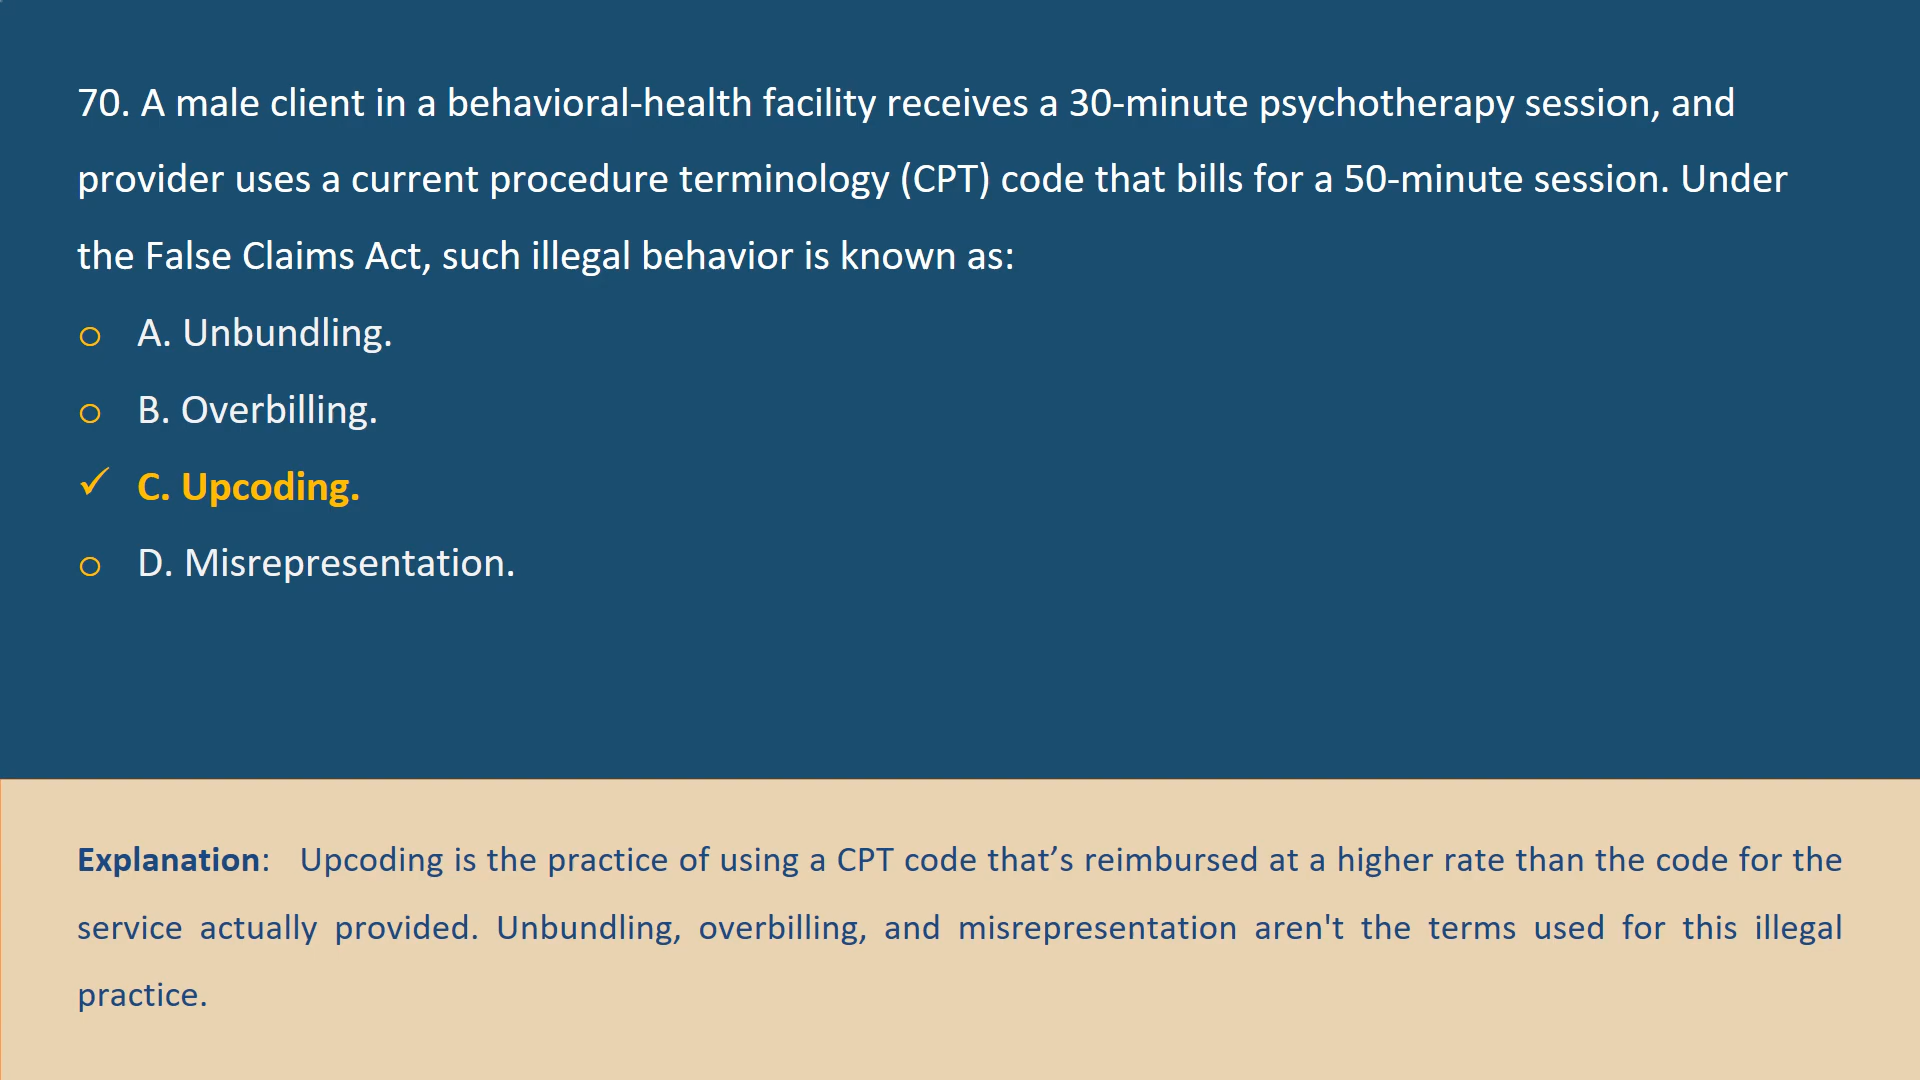 70. A male client in a behavioral-health facility receives a 30-minute psychotherapy session, and
provider uses a current procedure terminology (CPT) code that bills for a 50-minute session. Under
the False Claims Act, such illegal behavior is known as:
A. Unbundling.
B. Overbilling.
C. Upcoding.
D. Misrepresentation.
Explanation: Upcoding is the practice of using a CPT code that’s reimbursed at a higher rate than the code for the
service actually provided. Unbundling, overbilling, and misrepresentation aren't the terms used for this illegal
practice.